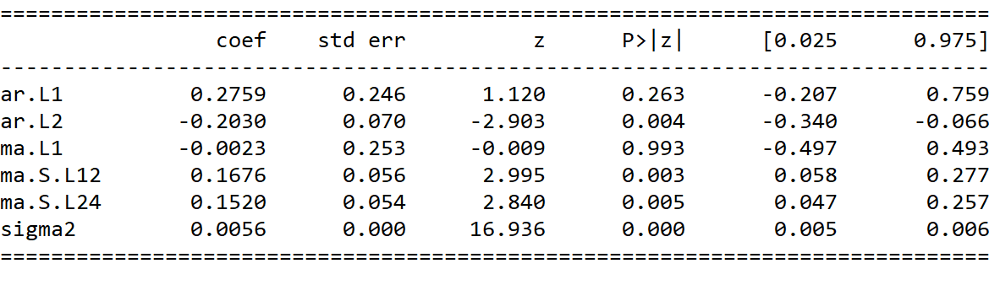 ==============================================================================
                 coef    std err          z      P>|z|      [0.025      0.975]
------------------------------------------------------------------------------
ar.L1          0.2759      0.246      1.120      0.263      -0.207       0.759
ar.L2         -0.2030      0.070     -2.903      0.004      -0.340      -0.066
ma.L1         -0.0023      0.253     -0.009      0.993      -0.497       0.493
ma.S.L12       0.1676      0.056      2.995      0.003       0.058       0.277
ma.S.L24       0.1520      0.054      2.840      0.005       0.047       0.257
sigma2         0.0056      0.000     16.936      0.000       0.005       0.006
==============================================================================